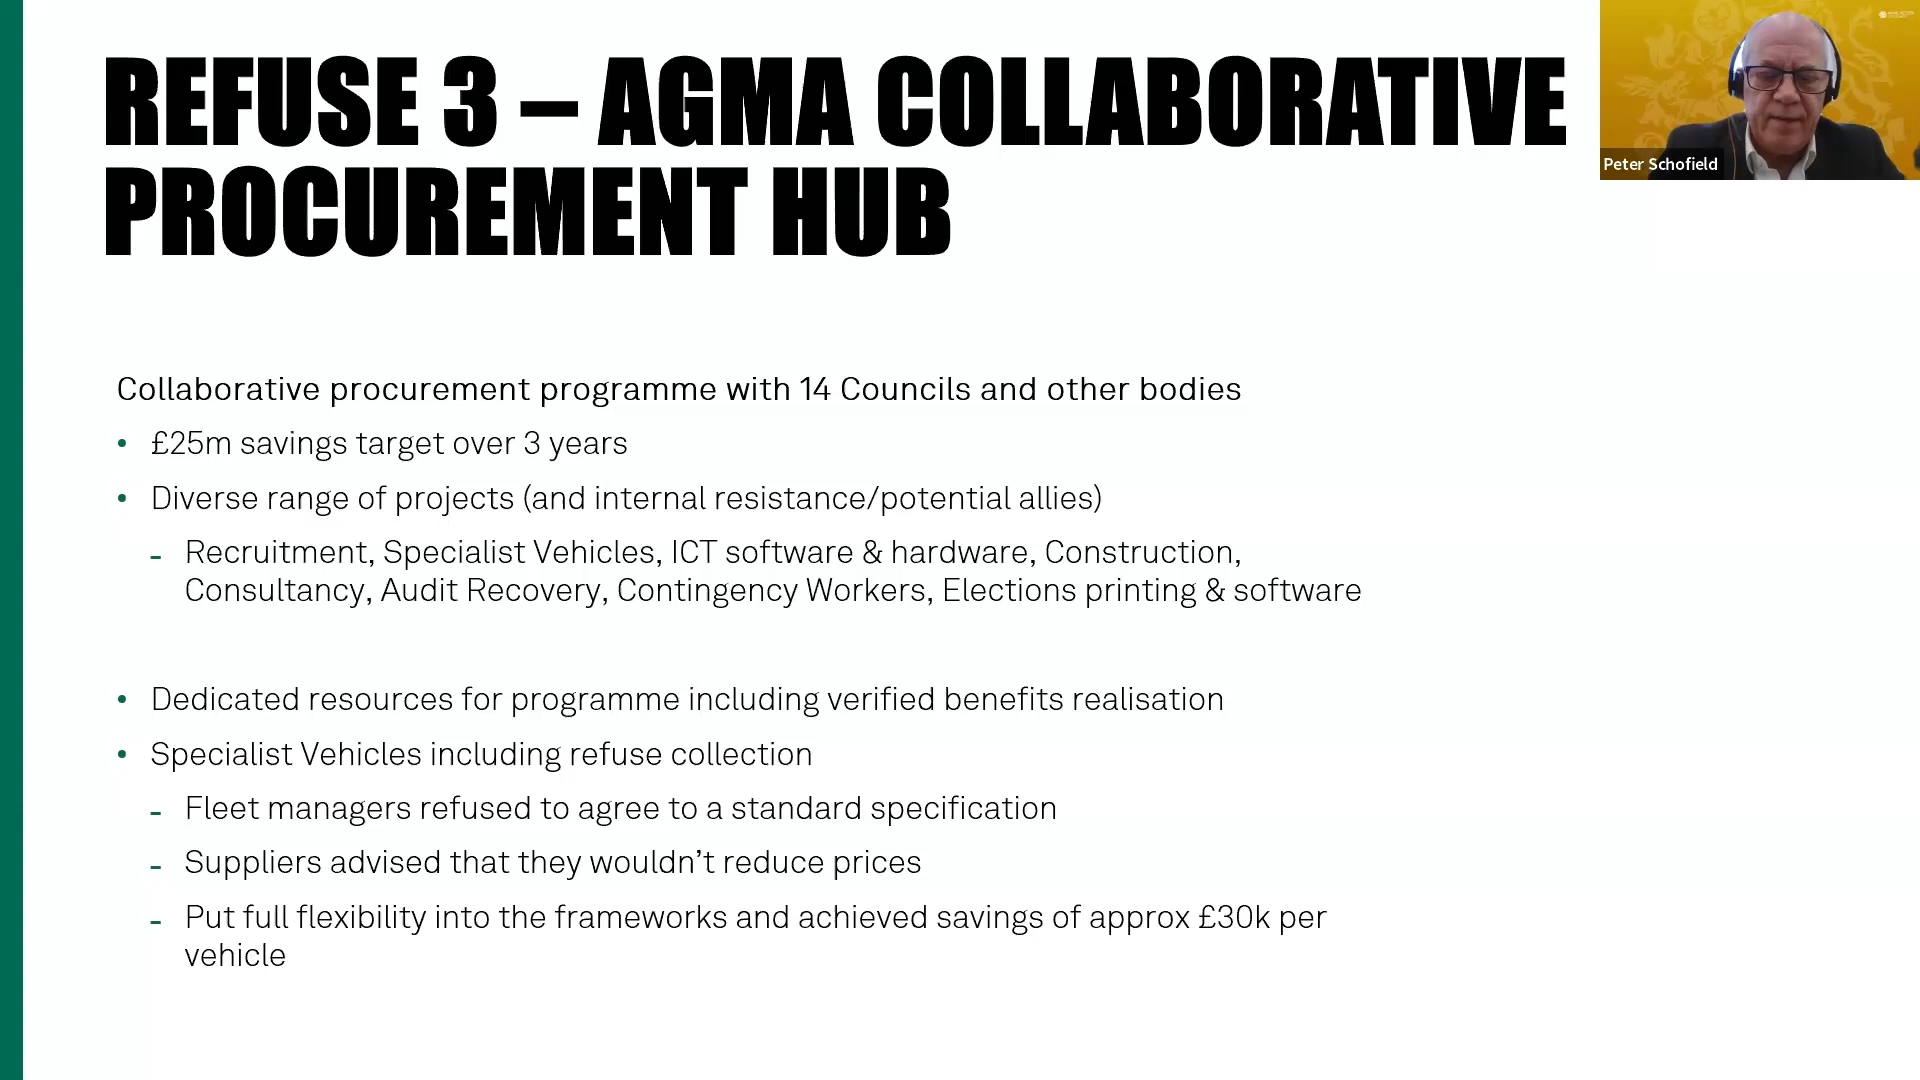 REFUSE 3 – AGMA COLLABORATIVE
PROCUREMENT HUB
Peter Schofield
Collaborative procurement programme with 14 Councils and other bodies
• £25m savings target over 3 years
• Diverse range of projects (and internal resistance/potential allies)
- Recruitment, Specialist Vehicles, ICT software & hardware, Construction,
Consultancy, Audit Recovery, Contingency Workers, Elections printing & software
• Dedicated resources for programme including verified benefits realisation
• Specialist Vehicles including refuse collection
- Fleet managers refused to agree to a standard specification
- Suppliers advised that they wouldn’t reduce prices
- Put full flexibility into the frameworks and achieved savings of approx £30k per
vehicle